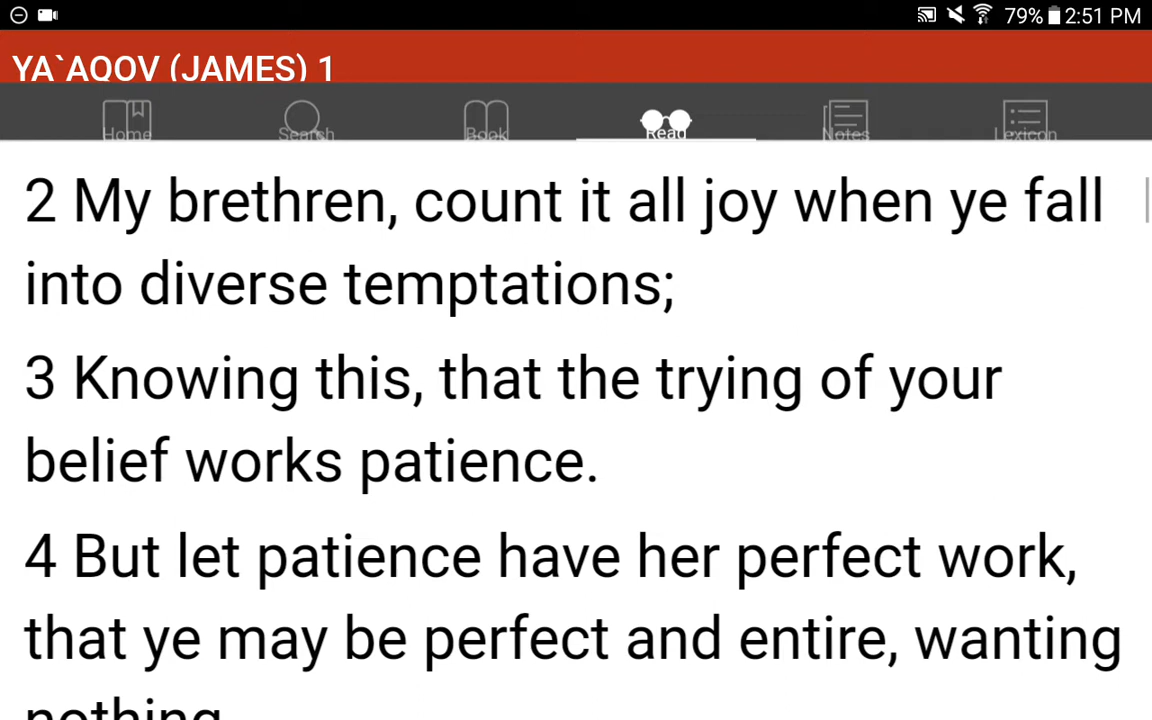 79% 2:51 PM
YA`AQOV (JAMES) 1
Home Search Book Read Notes Lexicon
2 My brethren, count it all joy when ye fall
into diverse temptations;
3 Knowing this, that the trying of your
belief works patience.
4 But let patience have her perfect work,
that ye may be perfect and entire, wanting
nothing